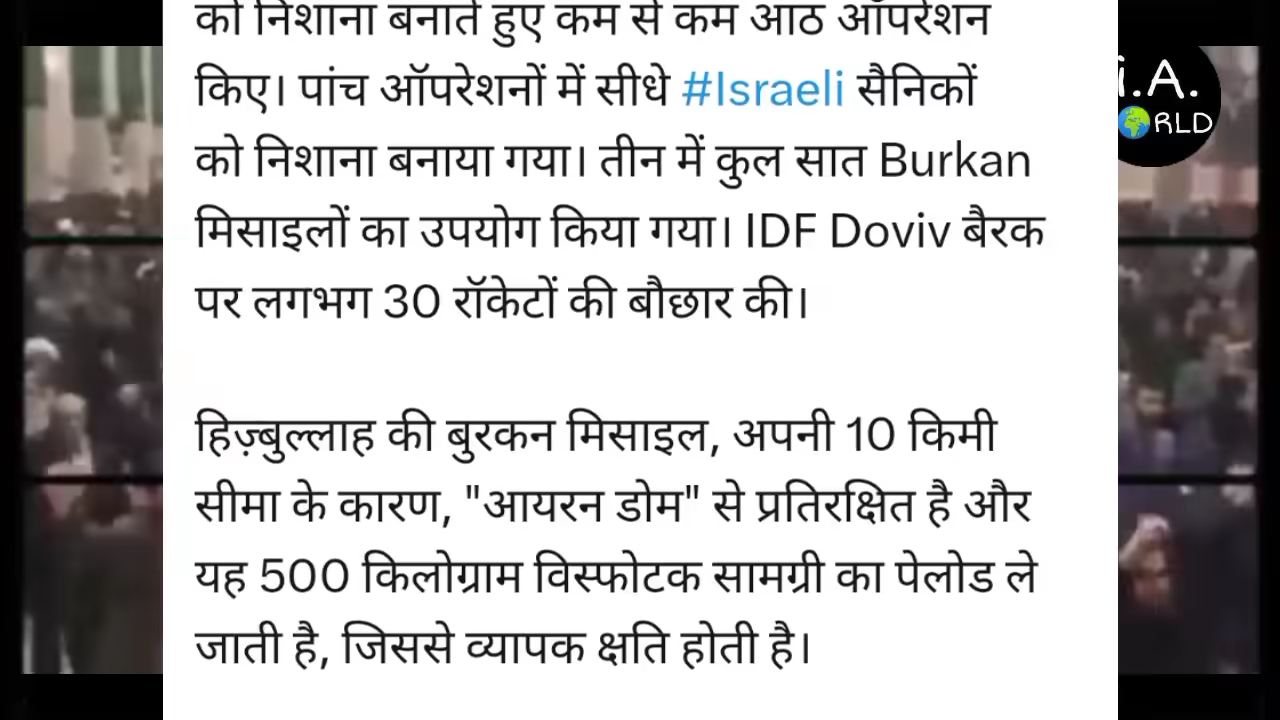 को निशाना बनाते हुए कम से कम आठ ऑपरेशन
किए। पांच ऑपरेशनों में सीधे #Israeli सैनिकों
को निशाना बनाया गया। तीन में कुल सात Burkan
मिसाइलों का उपयोग किया गया। IDF Doviv बैरक
पर लगभग 30 रॉकेटों की बौछार की।
हिज़्बुल्लाह की बुरकन मिसाइल, अपनी 10 किमी
सीमा के कारण, "आयरन डोम" से प्रतिरक्षित है और
यह 500 किलोग्राम विस्फोटक सामग्री का पेलोड ले
जाती है, जिससे व्यापक क्षति होती है।
i.A.
RLD